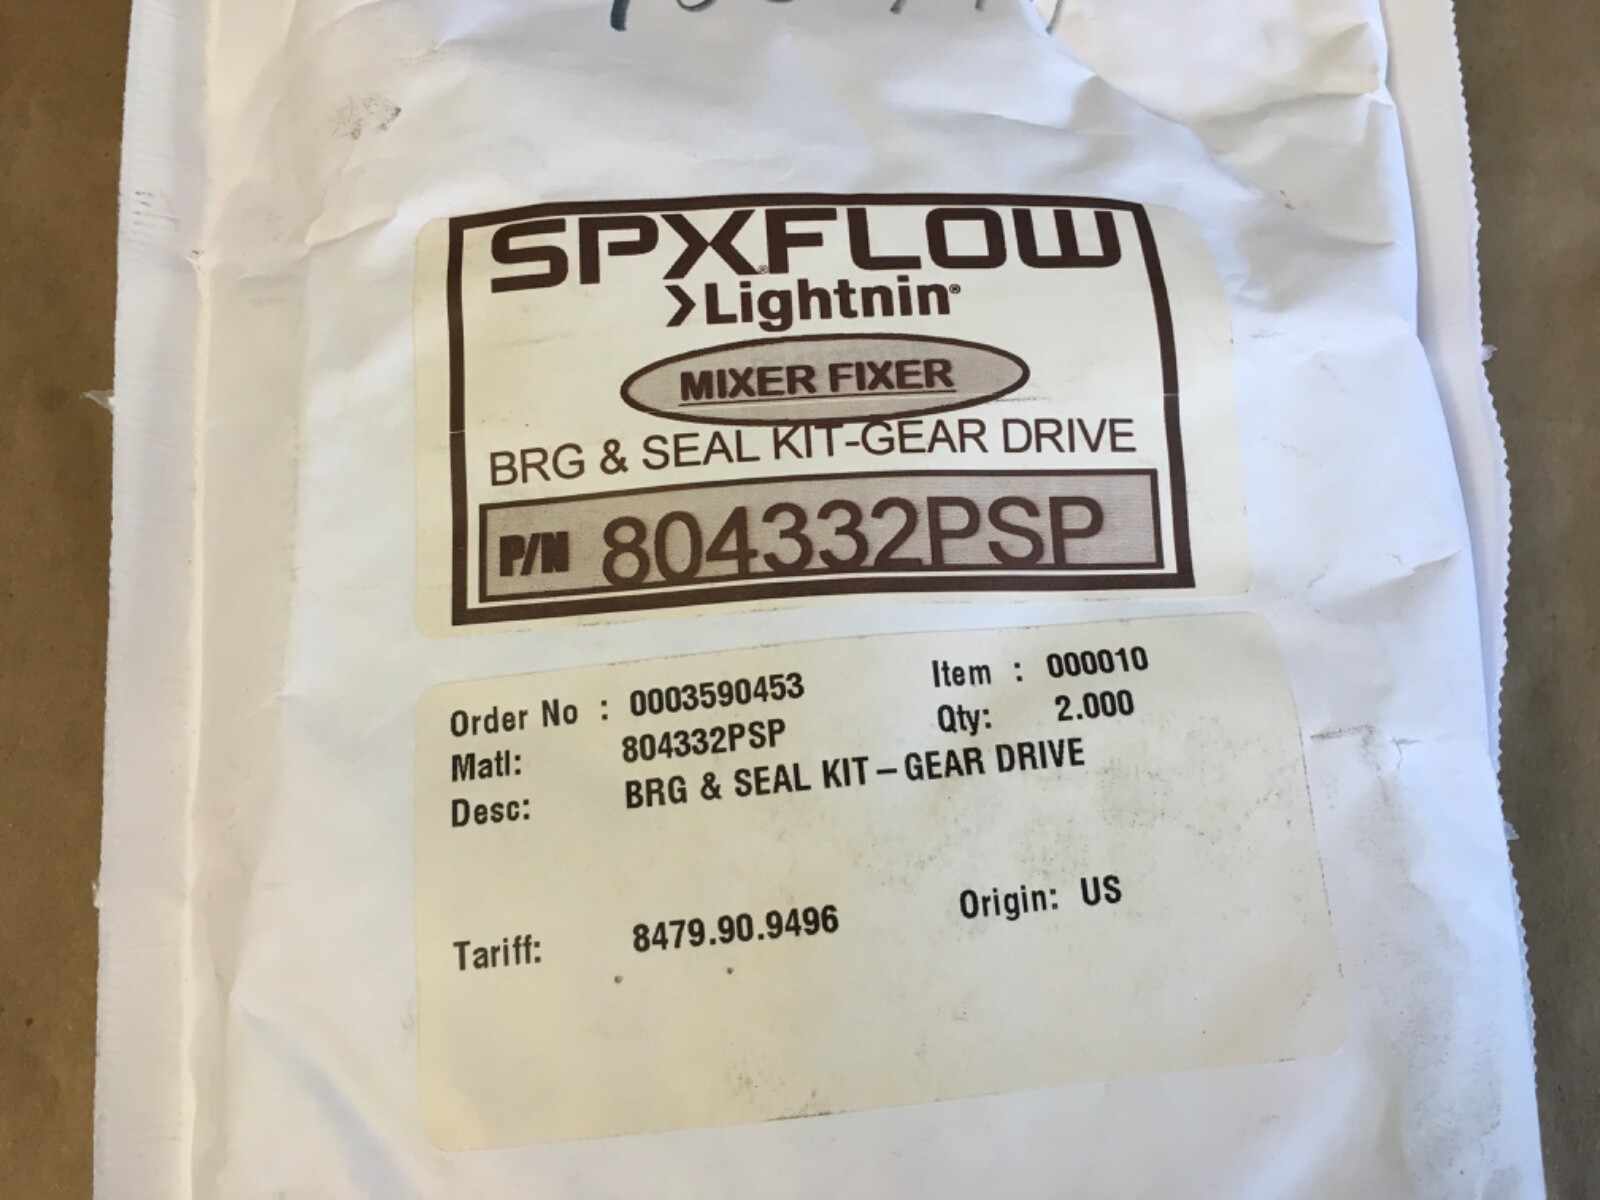 SPXFLOW®
Lightnin®
MIXER FIXER
BRG & SEAL KIT-GEAR DRIVE
P/N 804332PSP
Order No : 0003590453 Item : 000010
Matl: 804332PSP Qty: 2.000
Desc: BRG & SEAL KIT – GEAR DRIVE
Tariff: 8479.90.9496 Origin: US